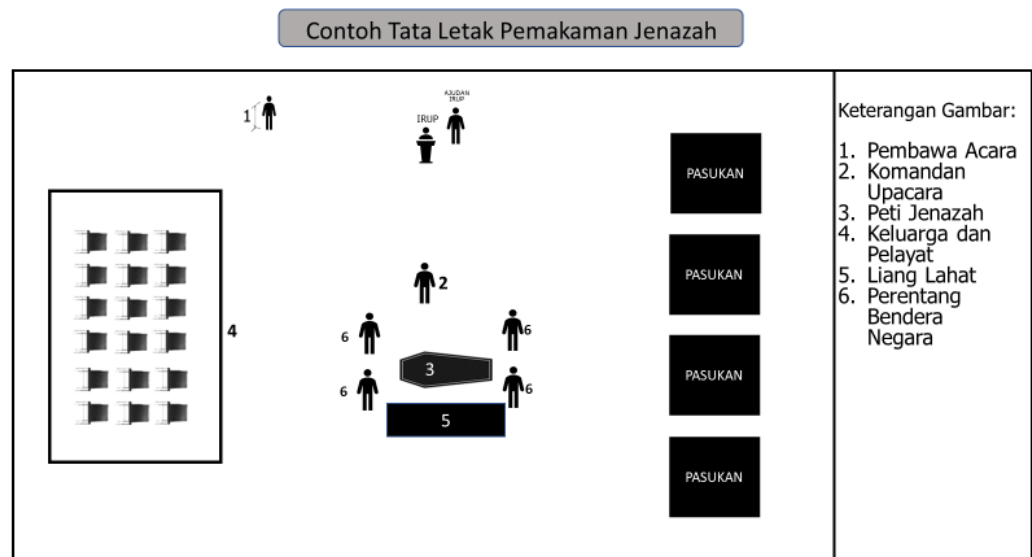 Contoh Tata Letak Pemakaman Jenazah
1
AJUDAN
IRUP
IRUP
PASUKAN
PASUKAN
2
4
6
6
3
PASUKAN
6
6
5
PASUKAN
Keterangan Gambar:
1. Pembawa Acara
2. Komandan
Upacara
3. Peti Jenazah
4. Keluarga dan
Pelayat
5. Liang Lahat
6. Perentang
Bendera
Negara